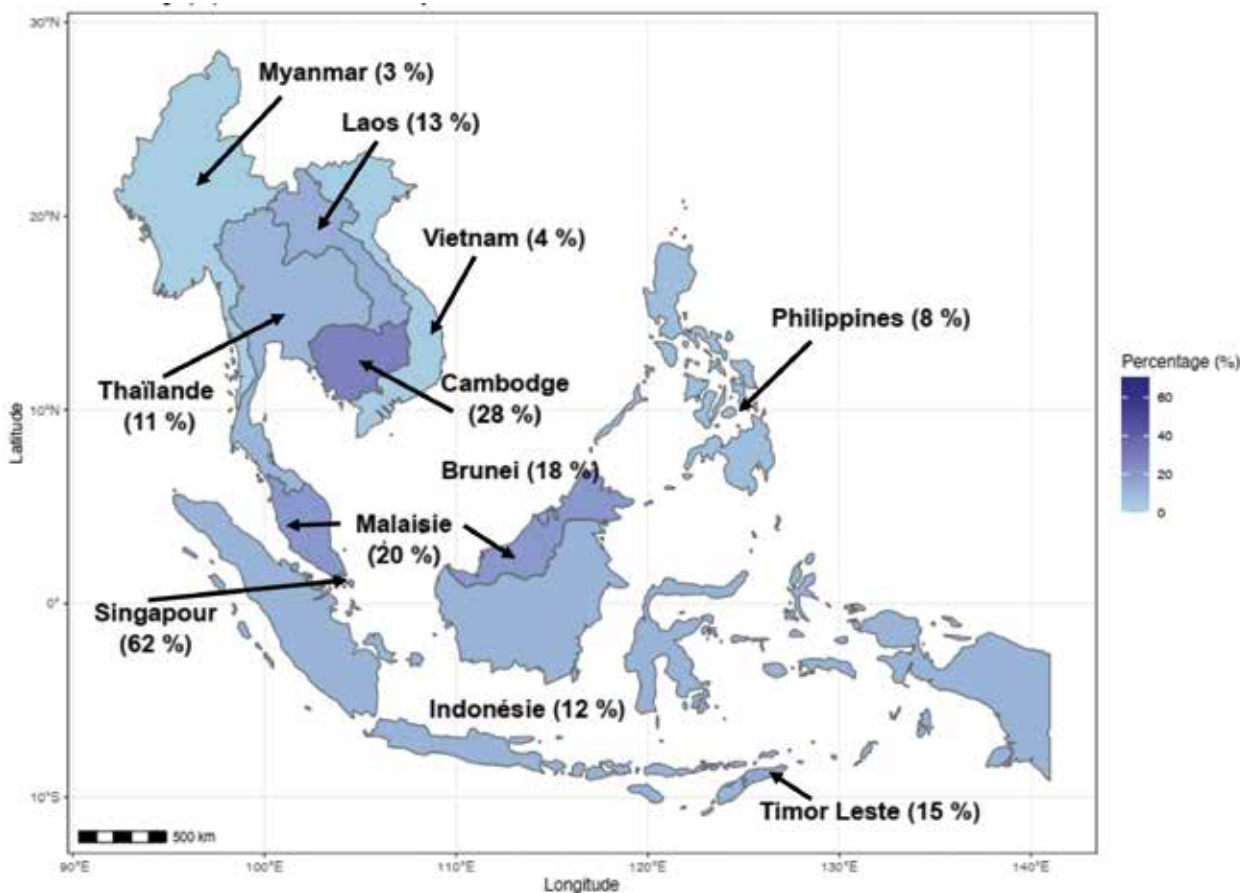 30°N
Myanmar (3 %)
Laos (13 %)
20°N
Vietnam (4 %)
Philippines (8 %)
Percentage (%)
60
40
20
0
Thaïlande
(11 %)
Cambodge
(28 %)
10°N
Latitude
Brunei (18 %)
Malaisie
(20 %)
0°
Singapour
(62 %)
Indonésie (12 %)
10°S
Timor Leste (15 %)
500 km
90°E
100°E
110°E
120°E
130°E
140°E
Longitude